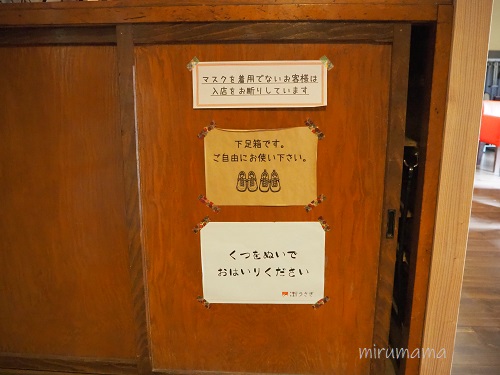 マスクを着用でないお客様は
入店をお断りしています
下足箱です。
ご自由にお使い下さい。
くつをぬいで
おはいりください
mirumama